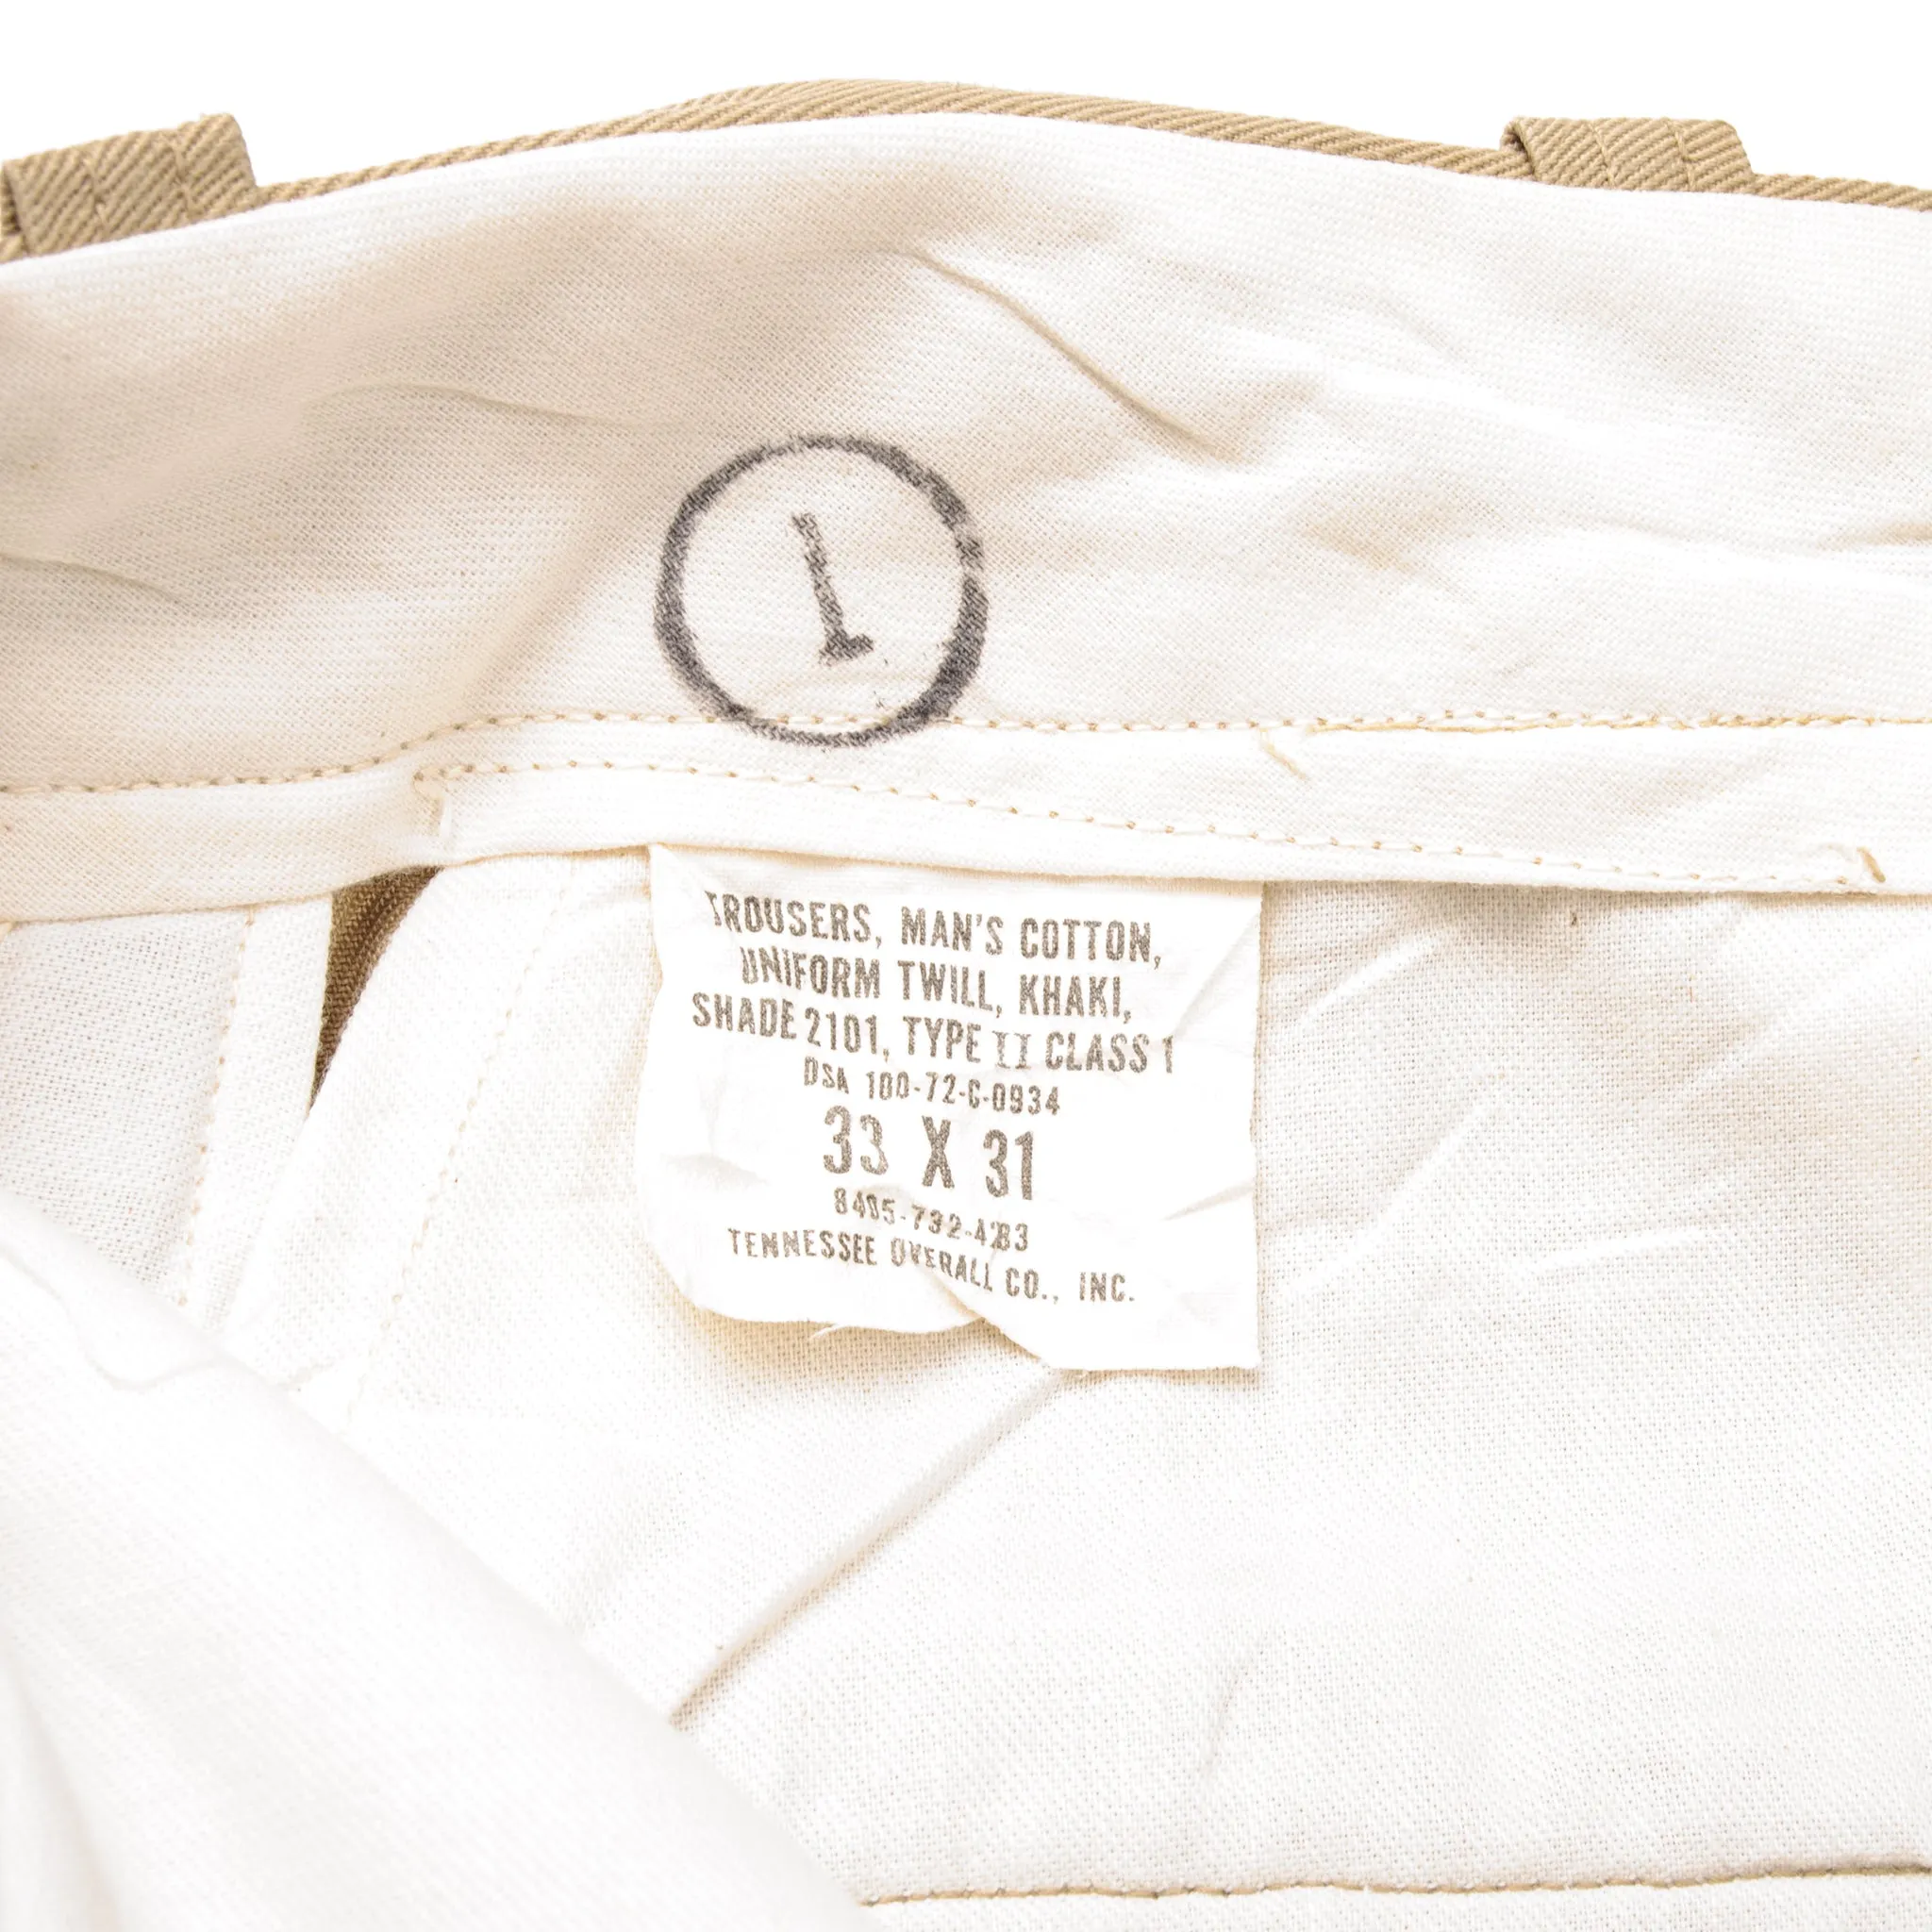 1
TROUSERS, MAN'S COTTON,
UNIFORM TWILL, KHAKI,
SHADE 2101, TYPE II CLASS 1
DSA 100-72-C-0934
33 X 31
TENNESSEE OVERALL CO., INC.